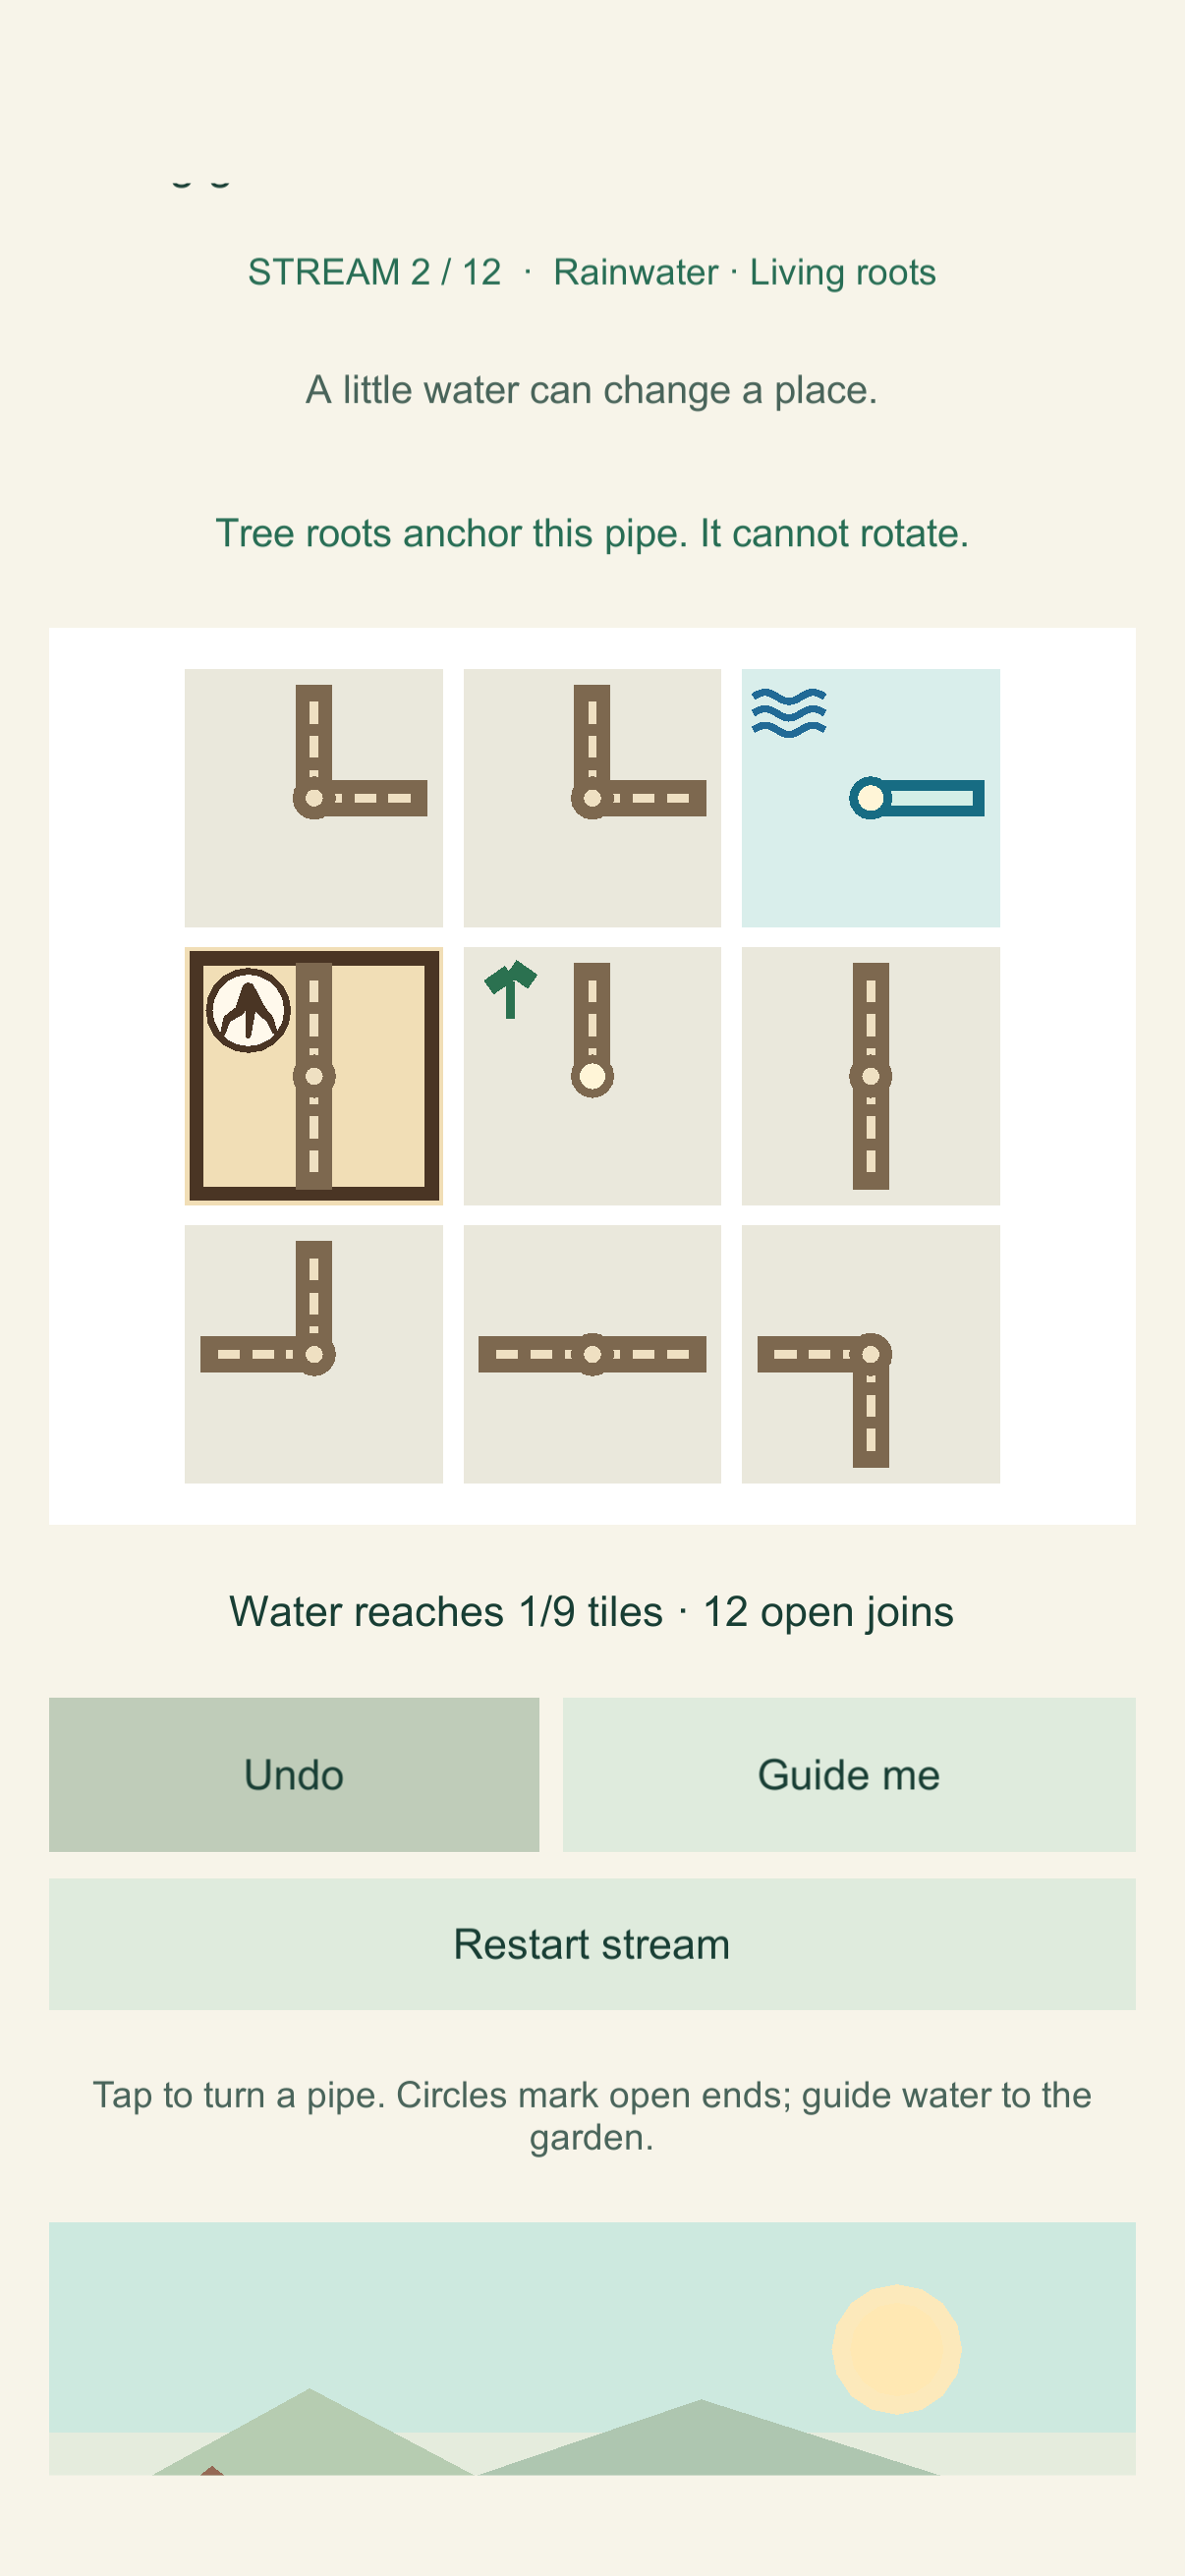 STREAM 2 / 12 · Rainwater · Living roots
A little water can change a place.
Tree roots anchor this pipe. It cannot rotate.
Water reaches 1/9 tiles · 12 open joins
Undo
Guide me
Restart stream
Tap to turn a pipe. Circles mark open ends; guide water to the
garden.